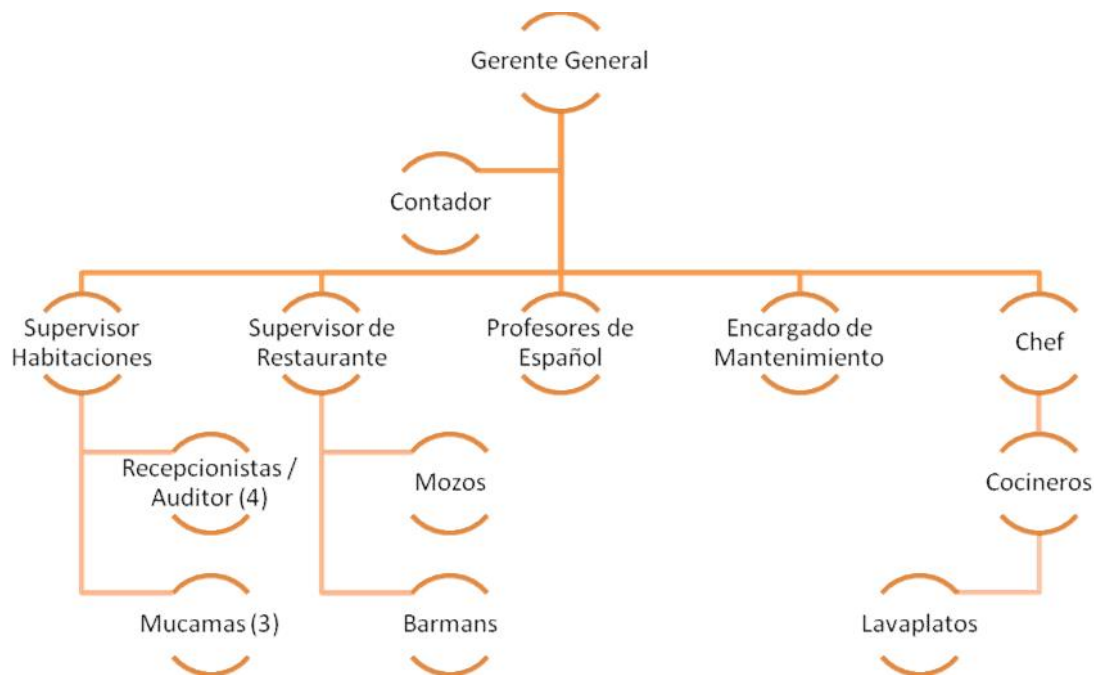 Gerente General
Contador
Supervisor
Habitaciones
Supervisor de
Restaurante
Profesores de
Español
Encargado de
Mantenimiento
Chef
Recepcionistas /
Auditor (4)
Mozos
Cocineros
Mucamas (3)
Barmans
Lavaplatos